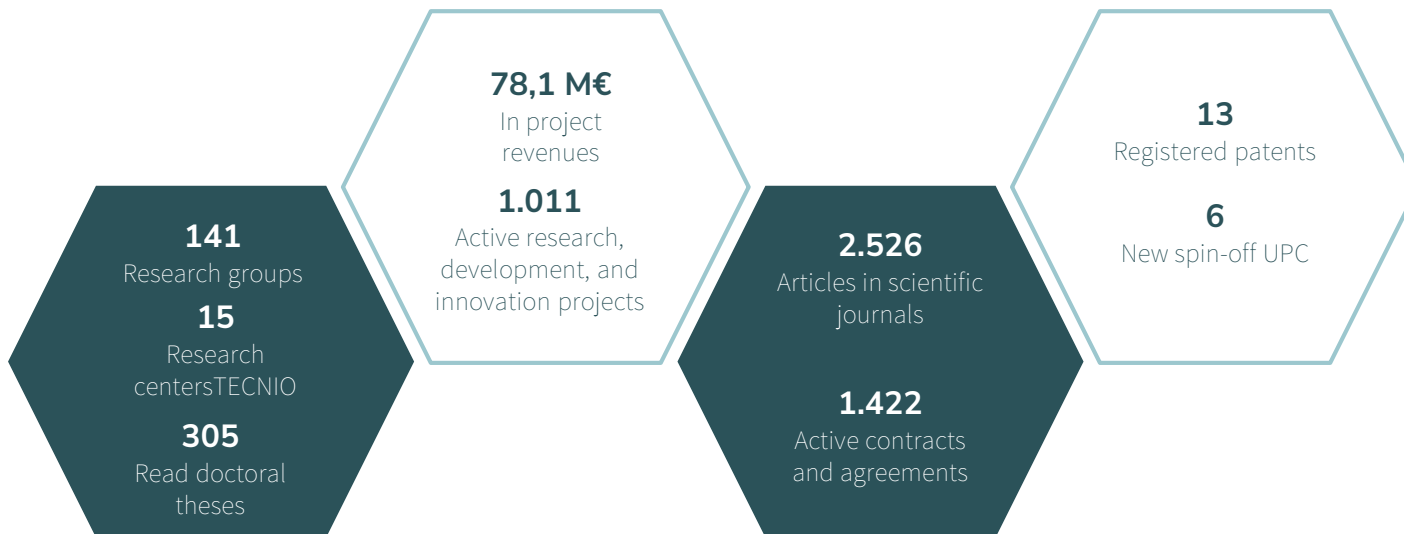 141
Research groups
15
Research
centersTECNIO
305
Read doctoral
theses
78,1 M€
In project
revenues
1.011
Active research,
development, and
innovation projects
2.526
Articles in scientific
journals
1.422
Active contracts
and agreements
13
Registered patents
6
New spin-off UPC